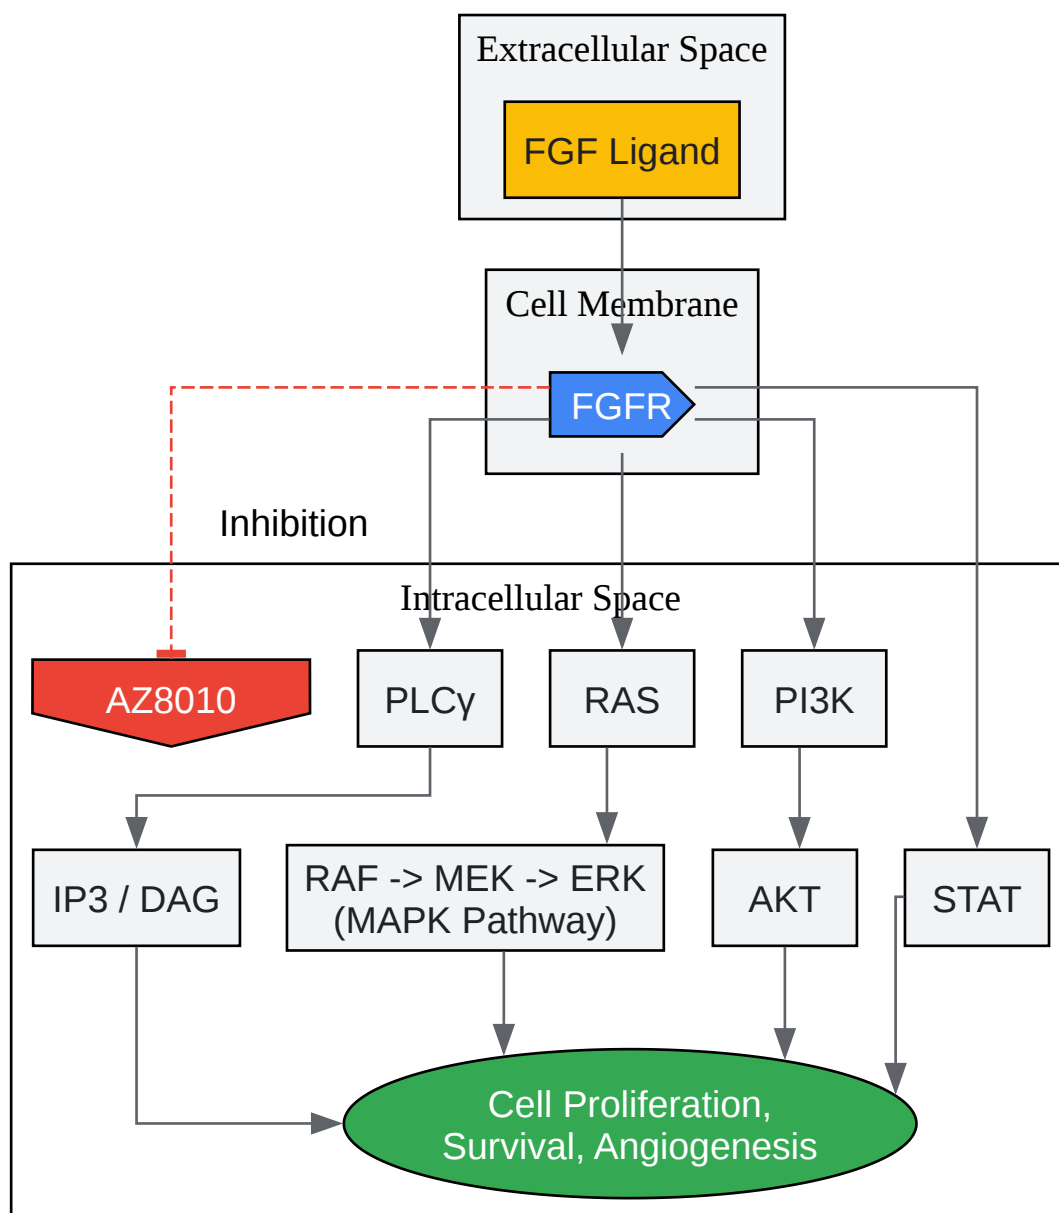 Extracellular Space
FGF Ligand
Cell Membrane
FGFR
Inhibition
Intracellular Space
AZ8010
PLCγ
RAS
PI3K
IP3 / DAG
RAF -> MEK -> ERK
(MAPK Pathway)
AKT
STAT
Cell Proliferation,
Survival, Angiogenesis